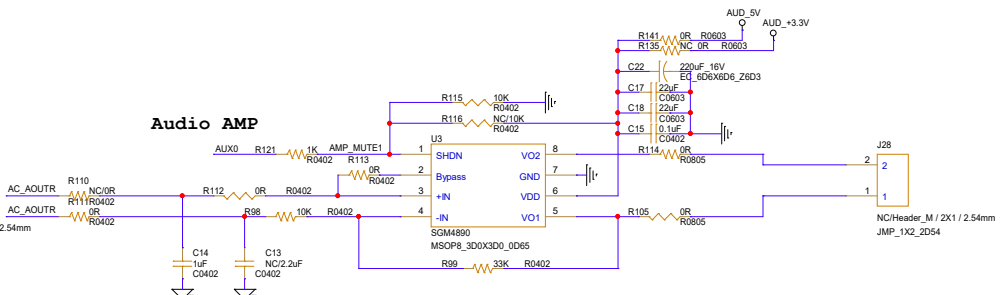 AUD_5V
AUD_+3.3V
R141 0R R0603
R135 NC_0R R0603
C22 220uF_16V
EC_6D6X6D6_Z6D3
C17 22uF
C0603
C18 22uF
C0603
C15 0.1uF
C0402
R115 10K
R0402
R116 NC/10K
R0402
Audio AMP
AUX0 R121 1K AMP_MUTE1
R0402
R113 0R
R0402
U3
1 SHDN VO2 8
2 Bypass GND 7
3 +IN VDD 6
4 -IN VO1 5
SGM4890
MSOP8_3D0X3D0_0D65
R114 0R
R0805
R105 0R
R0805
J28
2 2
1 1
NC/Header_M / 2X1 / 2.54mm
JMP_1X2_2D54
AC_AOUTR R110 NC/0R
R0402
R112 0R R0402
AC_AOUTR R111 0R
R0402
R98 10K R0402
2.54mm
C14
1uF
C0402
C13
NC/2.2uF
C0402
R99 33K R0402